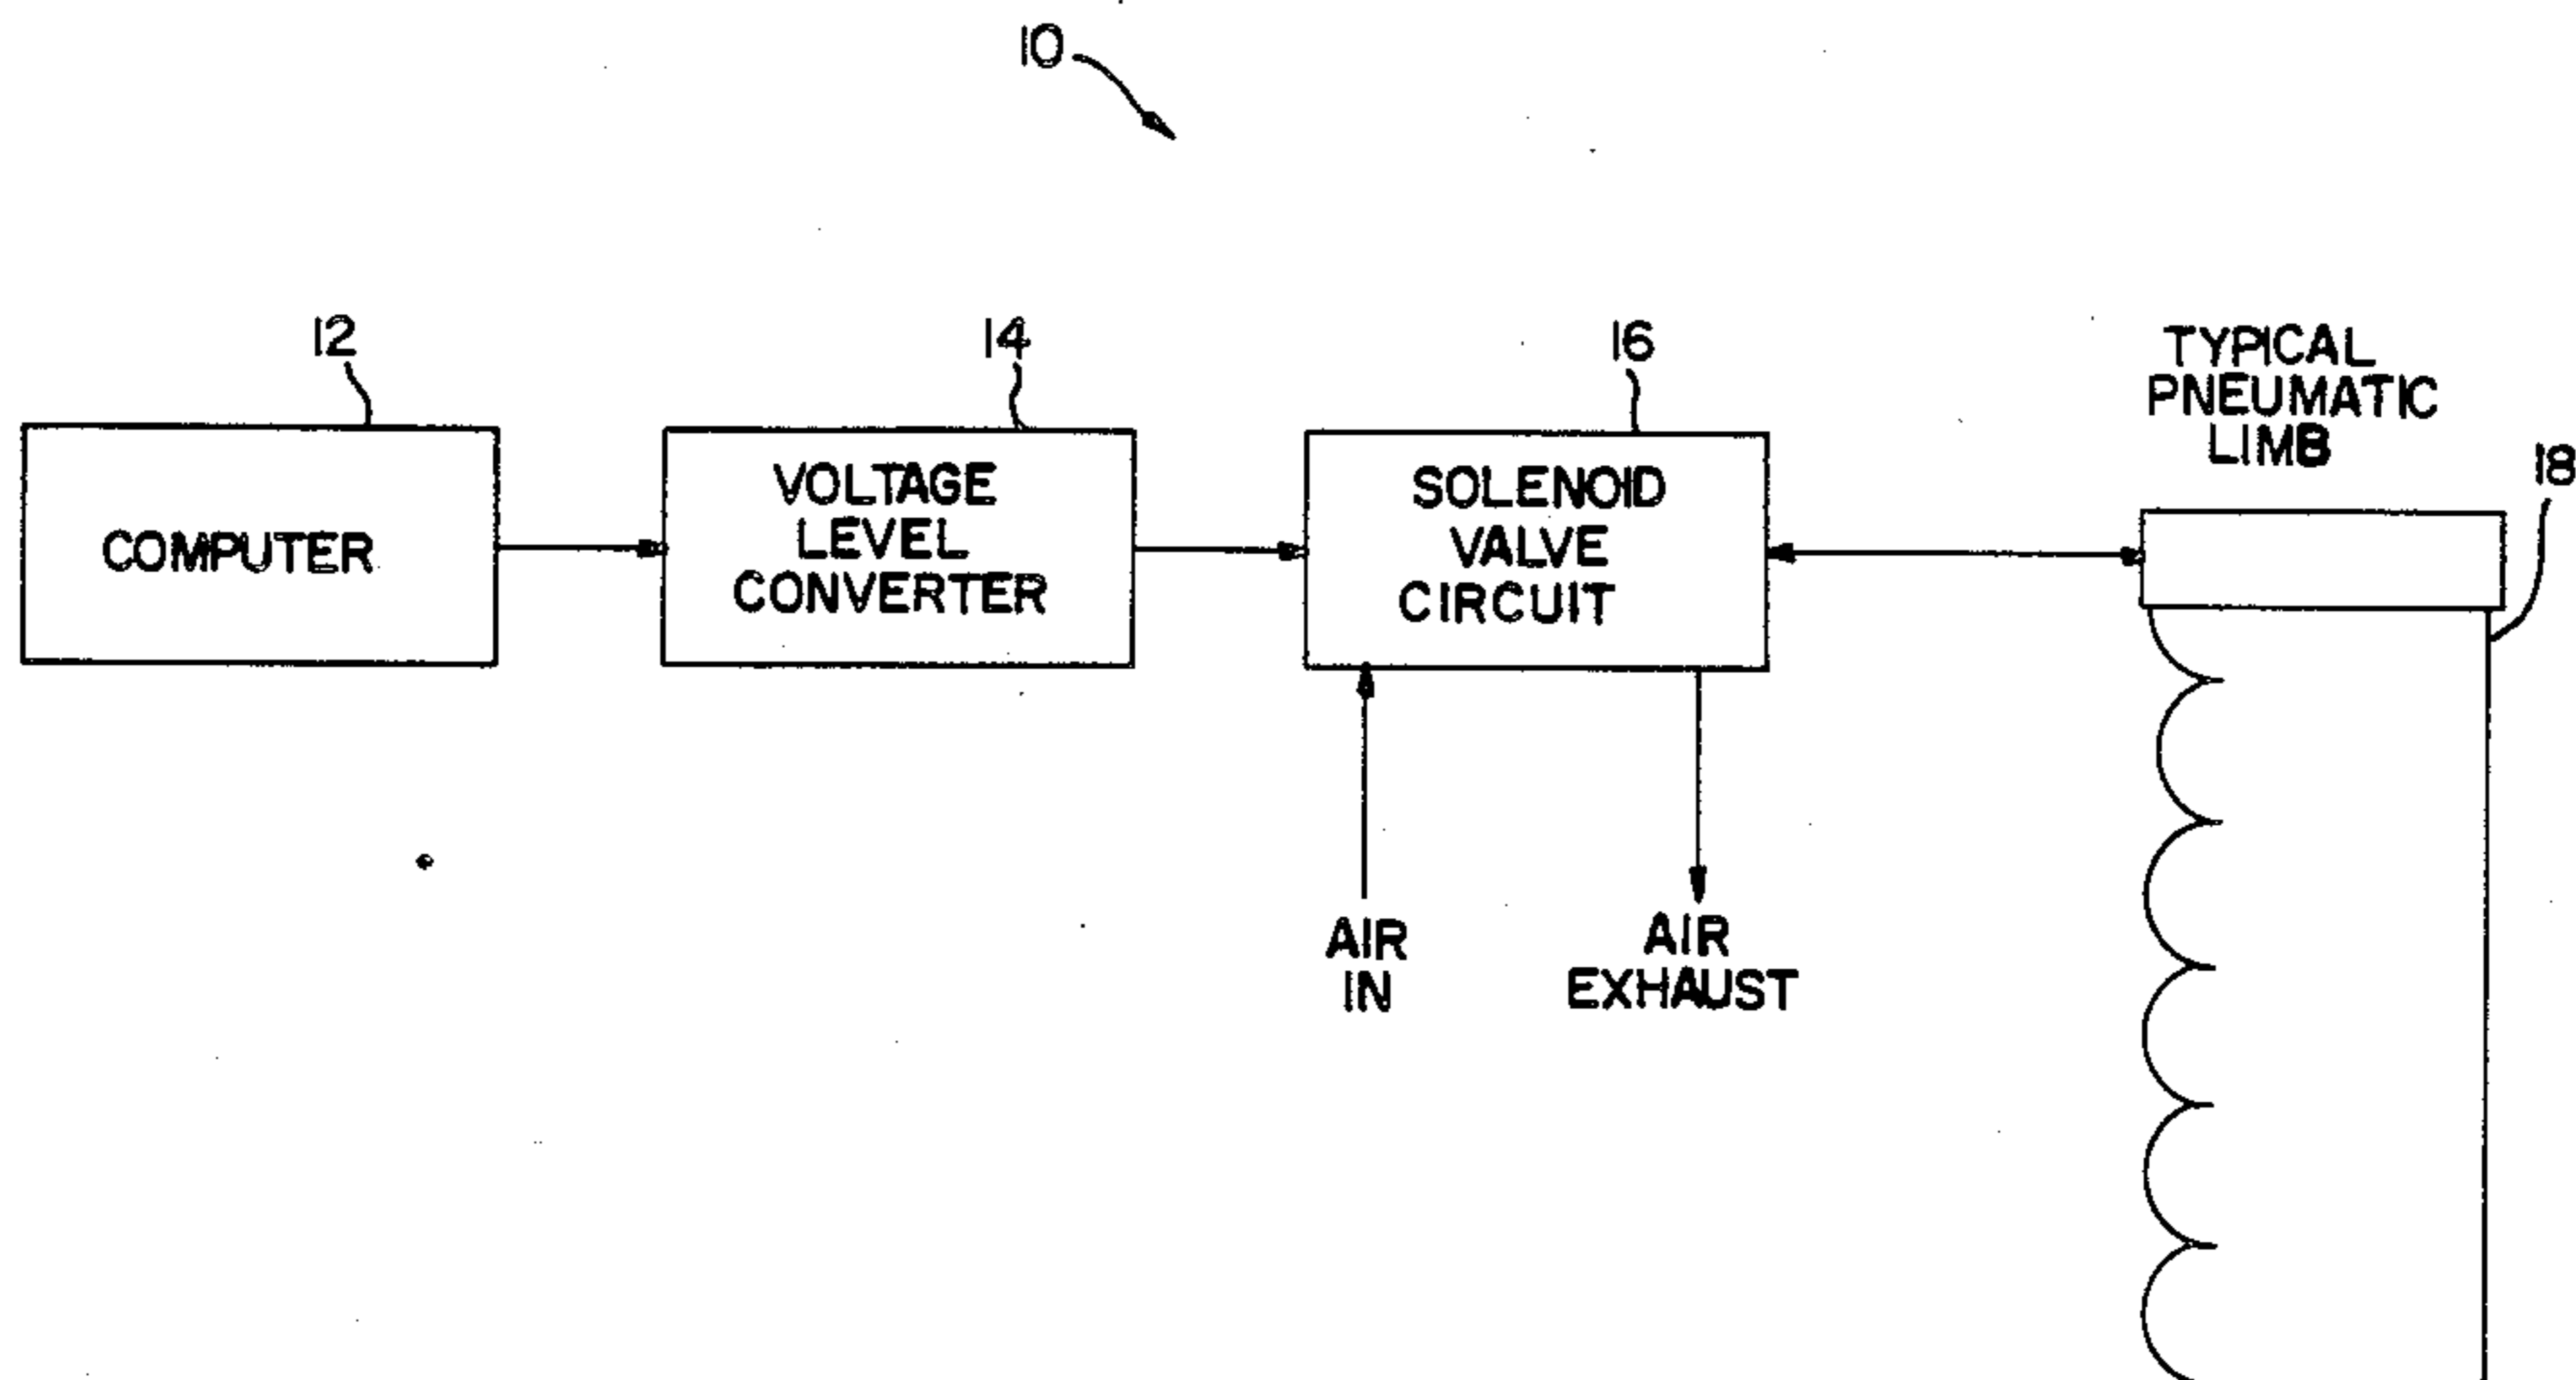 10
12
14
16
TYPICAL
PNEUMATIC
LIMB
18
COMPUTER
VOLTAGE
LEVEL
CONVERTER
SOLENOID
VALVE
CIRCUIT
AIR
IN
AIR
EXHAUST